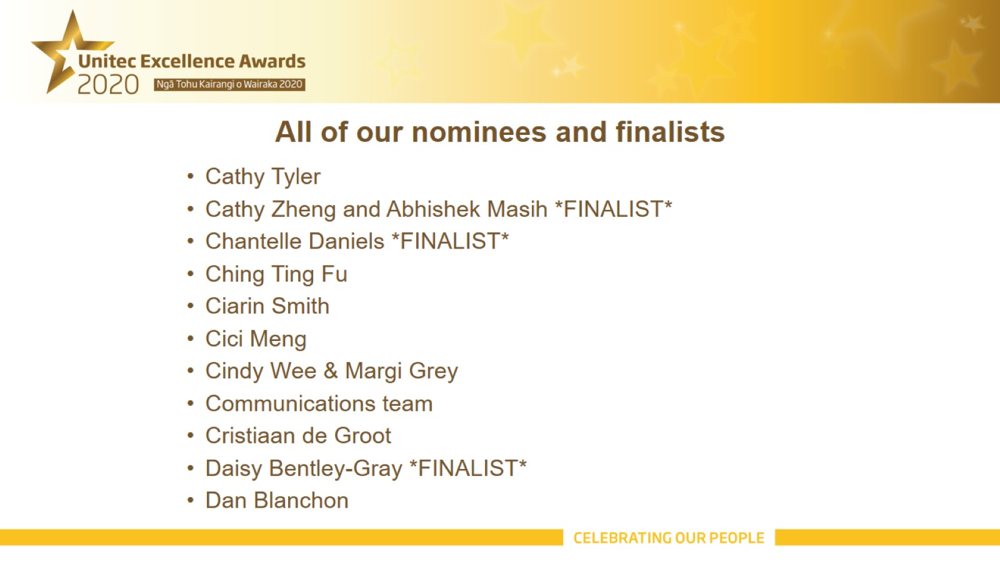 Unitec Excellence Awards
2020 Ngā Tohu Kairangi o Wairaka 2020
All of our nominees and finalists
• Cathy Tyler
• Cathy Zheng and Abhishek Masih *FINALIST*
• Chantelle Daniels *FINALIST*
• Ching Ting Fu
• Ciarin Smith
• Cici Meng
• Cindy Wee & Margi Grey
• Communications team
• Cristiaan de Groot
• Daisy Bentley-Gray *FINALIST*
• Dan Blanchon
CELEBRATING OUR PEOPLE